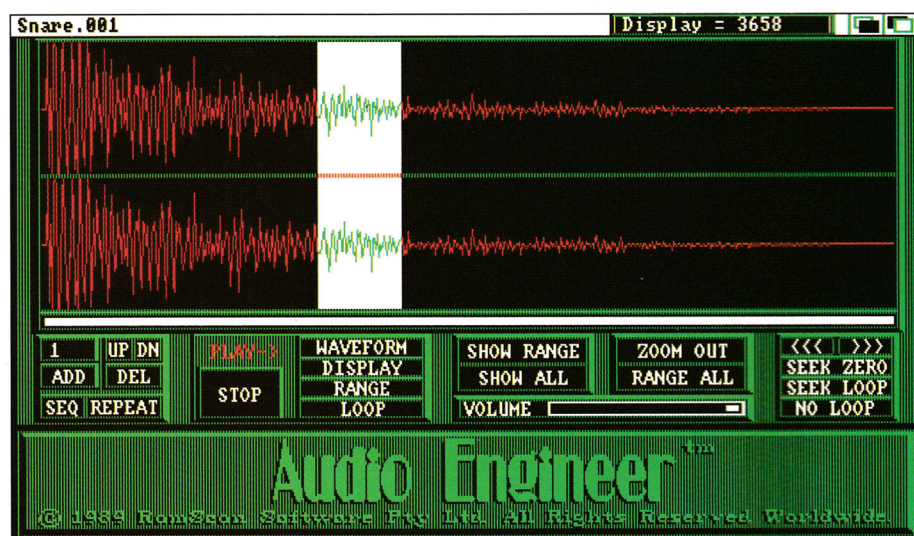 Snare.001
Display = 3658
1 UP DN
ADD DEL
SEQ REPEAT
PLAY->
STOP
WAVEFORM
DISPLAY
RANGE
LOOP
SHOW RANGE
SHOW ALL
ZOOM OUT
RANGE ALL
VOLUME
<<< >>>
SEEK ZERO
SEEK LOOP
NO LOOP
Audio Engineer tm
© 1989 RamScan Software Pty Ltd. All Rights Reserved Worldwide.